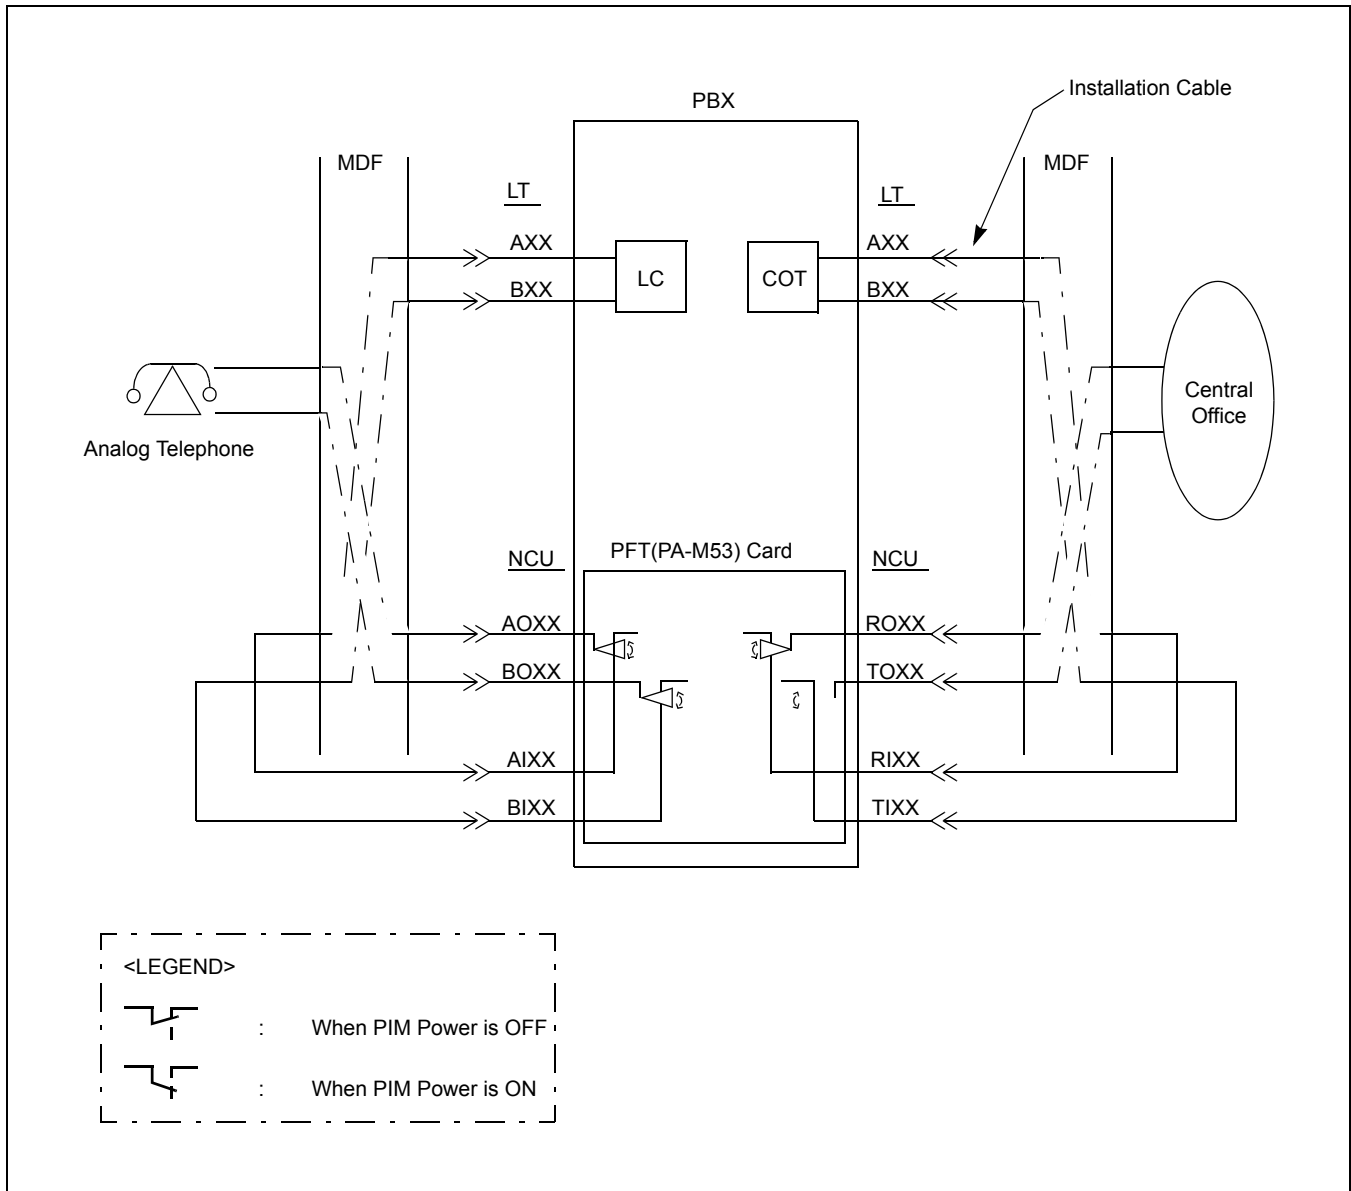 PBX
Installation Cable
MDF
MDF
LT
LT
AXX
AXX
LC
COT
BXX
BXX
Central
Office
Analog Telephone
PFT(PA-M53) Card
NCU
NCU
AOXX
ROXX
BOXX
TOXX
AIXX
RIXX
BIXX
TIXX
<LEGEND>
: When PIM Power is OFF
: When PIM Power is ON